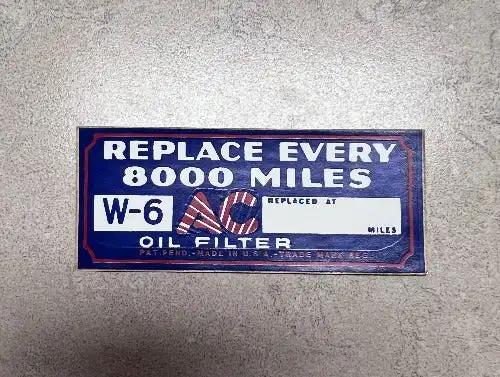 REPLACE EVERY
8000 MILES
W-6 AC REPLACED AT
MILES
OIL FILTER
PAT. PEND.-MADE IN U.S.A.-TRADE MARK REG.